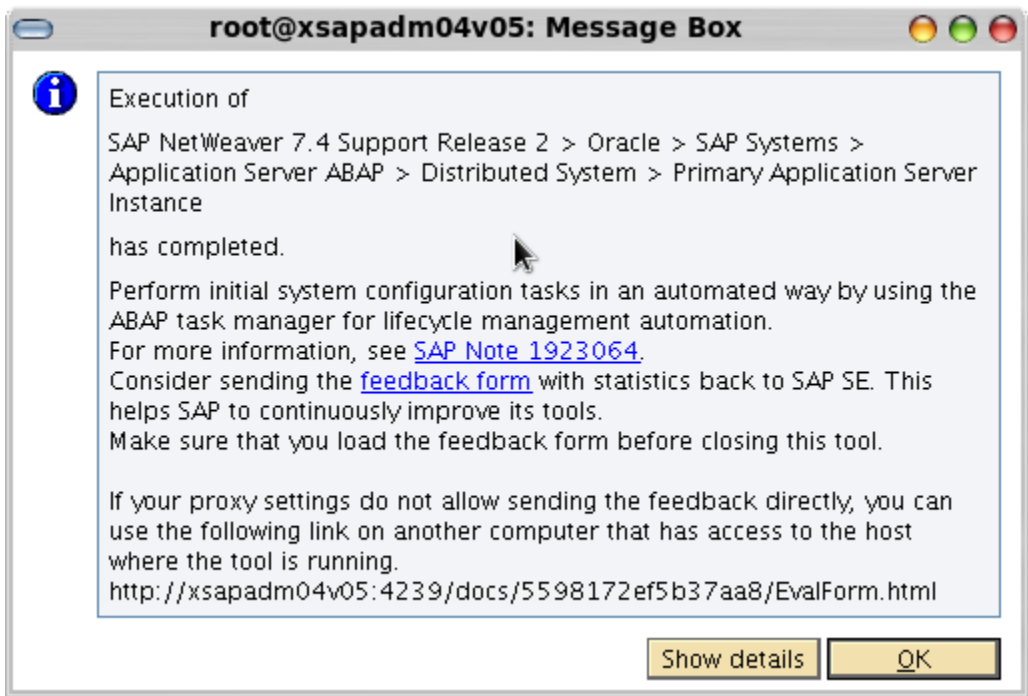 root@xsapadm04v05: Message Box
Execution of
SAP NetWeaver 7.4 Support Release 2 > Oracle > SAP Systems >
Application Server ABAP > Distributed System > Primary Application Server
Instance
has completed.
Perform initial system configuration tasks in an automated way by using the
ABAP task manager for lifecycle management automation.
For more information, see SAP Note 1923064.
Consider sending the feedback form with statistics back to SAP SE. This
helps SAP to continuously improve its tools.
Make sure that you load the feedback form before closing this tool.
If your proxy settings do not allow sending the feedback directly, you can
use the following link on another computer that has access to the host
where the tool is running.
http://xsapadm04v05:4239/docs/5598172ef5b37aa8/EvalForm.html
Show details
OK